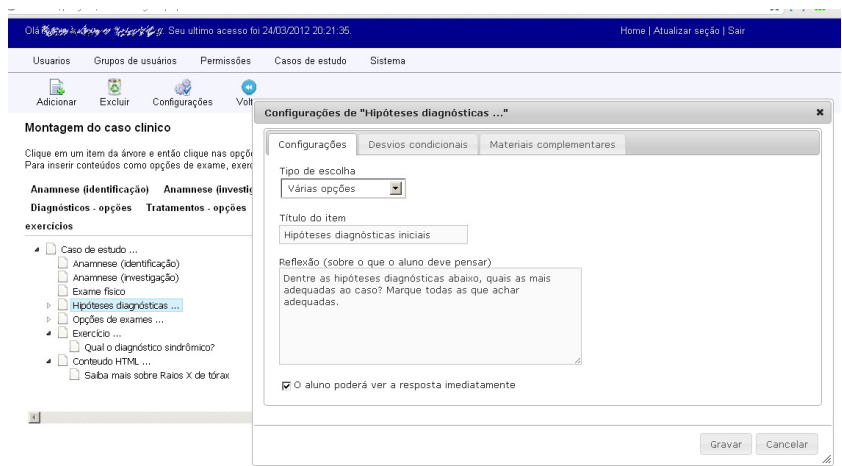 Olá Seu ultimo acesso foi 24/03/2012 20:21:35. Home | Atualizar seção | Sair
Usuarios Grupos de usuários Permissões Casos de estudo Sistema
Adicionar Excluir Configurações Volt
Montagem do caso clínico
Clique em um item da árvore e então clique nas opçõ
Para inserir conteúdos como opções de exame, exerc
Anamnese (identificação) Anamnese (investig
Diagnósticos - opções Tratamentos - opções
exercícios
Caso de estudo ...
Anamnese (identificação)
Anamnese (investigação)
Exame físico
Hipóteses diagnósticas ...
Opções de exames ...
Exercício ...
Qual o diagnóstico sindrômico?
Conteudo HTML ...
Saiba mais sobre Raios X de tórax
Configurações de "Hipóteses diagnósticas ..."
Configurações Desvios condicionais Materiais complementares
Tipo de escolha
Várias opções
Título do item
Hipóteses diagnósticas iniciais
Reflexão (sobre o que o aluno deve pensar)
Dentre as hipóteses diagnósticas abaixo, quais as mais
adequadas ao caso? Marque todas as que achar
adequadas.
O aluno poderá ver a resposta imediatamente
Gravar Cancelar